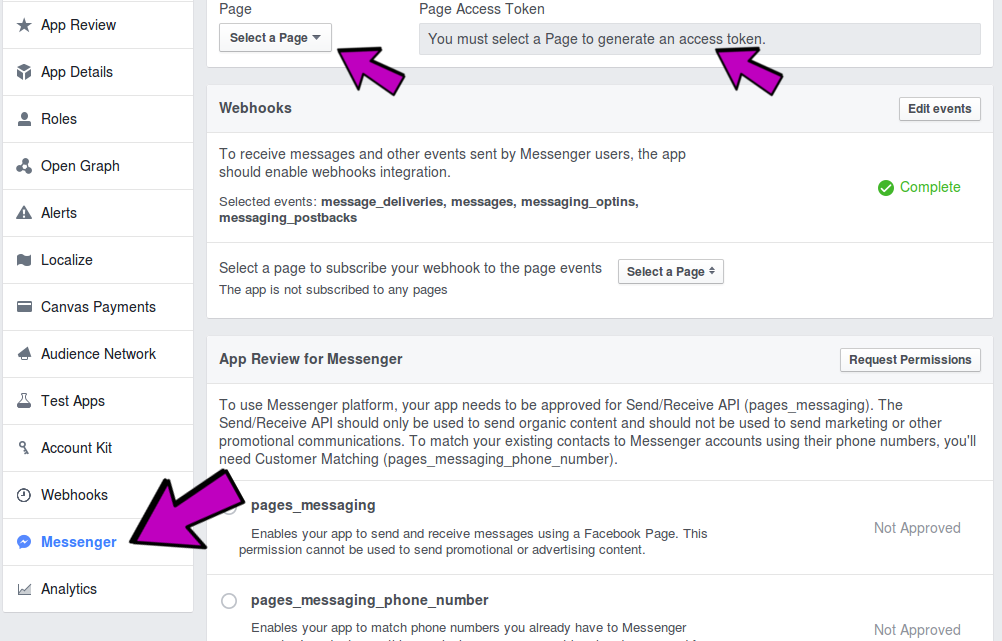 App Review
App Details
Roles
Open Graph
Alerts
Localize
Canvas Payments
Audience Network
Test Apps
Account Kit
Webhooks
Messenger
Analytics
Page
Page Access Token
Select a Page
You must select a Page to generate an access token.
Webhooks
Edit events
To receive messages and other events sent by Messenger users, the app
should enable webhooks integration.
Selected events: message_deliveries, messages, messaging_optins,
messaging_postbacks
Complete
Select a page to subscribe your webhook to the page events
Select a Page
The app is not subscribed to any pages
App Review for Messenger
Request Permissions
To use Messenger platform, your app needs to be approved for Send/Receive API (pages_messaging). The
Send/Receive API should only be used to send organic content and should not be used to send marketing or other
promotional communications. To match your existing contacts to Messenger accounts using their phone numbers, you'll
need Customer Matching (pages_messaging_phone_number).
pages_messaging
Enables your app to send and receive messages using a Facebook Page. This
permission cannot be used to send promotional or advertising content.
Not Approved
pages_messaging_phone_number
Enables your app to match phone numbers you already have to Messenger
Not Approved